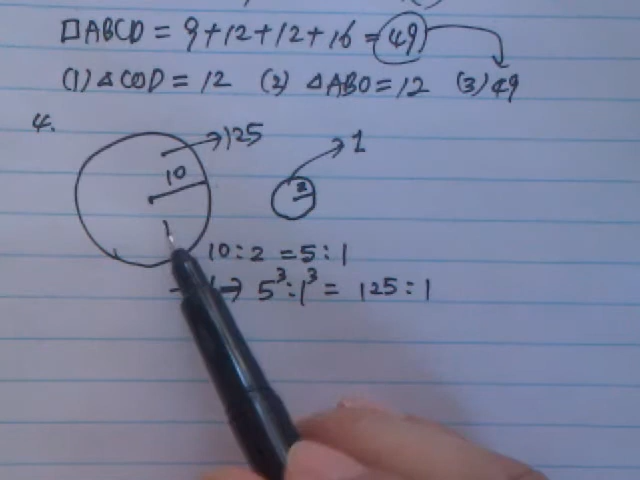 □ABCD = 9+12+12+16 = 49
(1) △COD = 12 (2) △ABO = 12 (3) 49
4.
125
1
10
2
10 : 2 = 5 : 1
→ 5³ : 1³ = 125 : 1